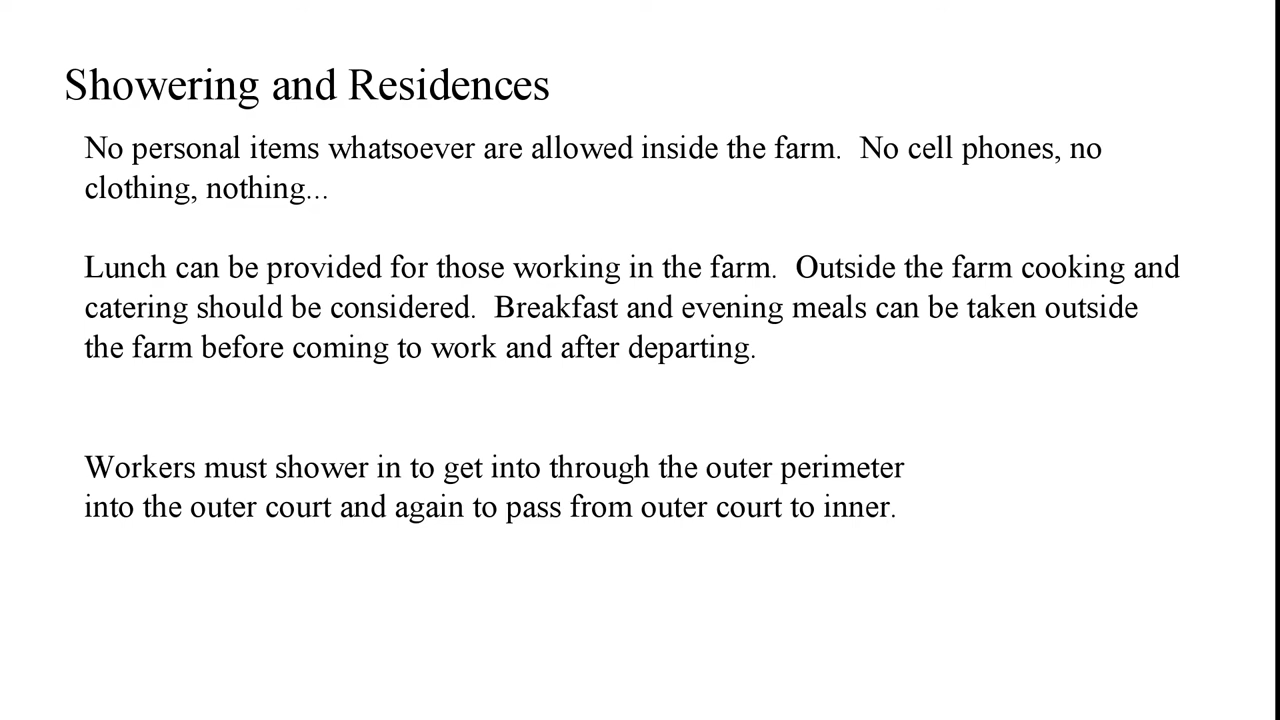 Showering and Residences
No personal items whatsoever are allowed inside the farm.  No cell phones, no
clothing, nothing...
Lunch can be provided for those working in the farm.  Outside the farm cooking and
catering should be considered.  Breakfast and evening meals can be taken outside
the farm before coming to work and after departing.
Workers must shower in to get into through the outer perimeter
into the outer court and again to pass from outer court to inner.